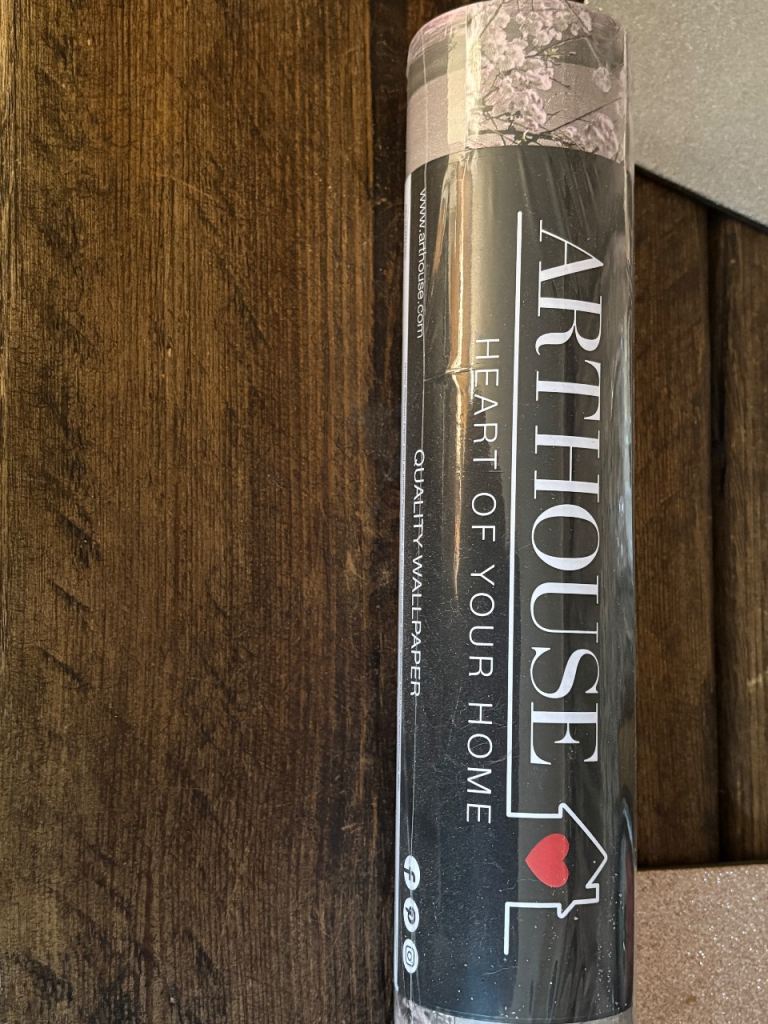 ARTHOUSE
HEART OF YOUR HOME
www.arthouse.com
QUALITY WALLPAPER